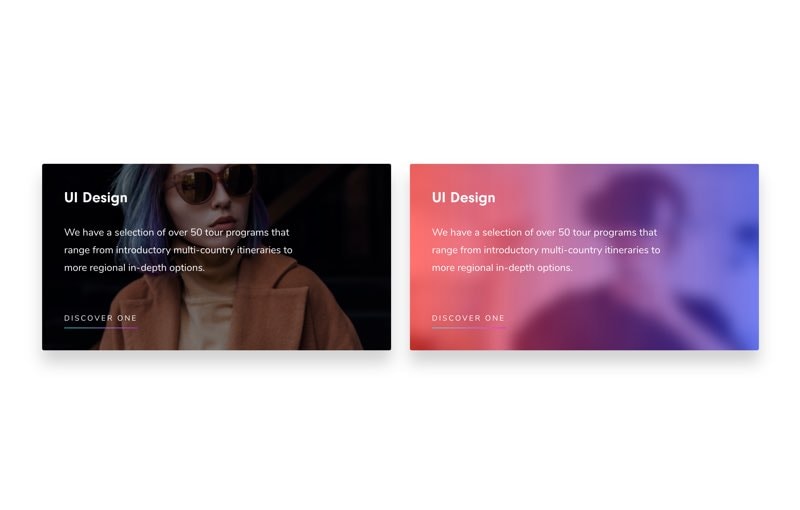 UI Design
We have a selection of over 50 tour programs that
range from introductory multi-country itineraries to
more regional in-depth options.
DISCOVER ONE
UI Design
We have a selection of over 50 tour programs that
range from introductory multi-country itineraries to
more regional in-depth options.
DISCOVER ONE